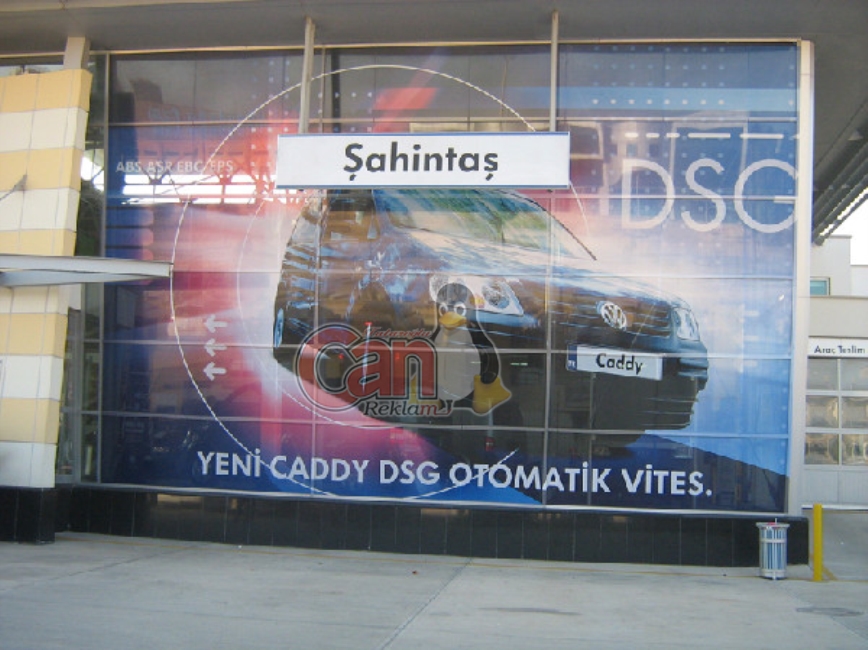 Şahintaş
ABS ASR EBC EPS
DSG
Can
Reklam
Caddy
Araç Teslim
YENİ CADDY DSG OTOMATİK VİTES.